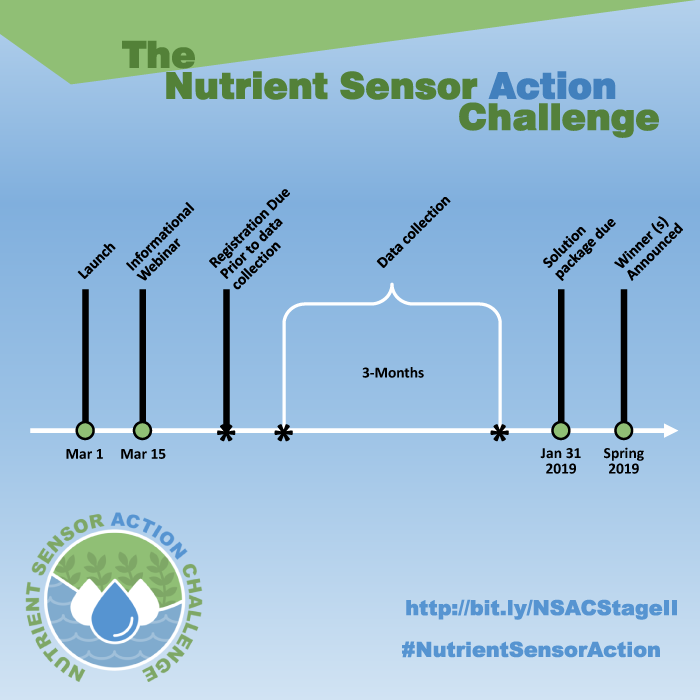 The
Nutrient Sensor Action
Challenge
Launch
Informational
Webinar
Registration Due
Prior to data
collection
Data collection
Solution
package due
Winner (s)
Announced
3-Months
Mar 1
Mar 15
Jan 31
2019
Spring
2019
NUTRIENT SENSOR ACTION CHALLENGE
http://bit.ly/NSACStageII
#NutrientSensorAction